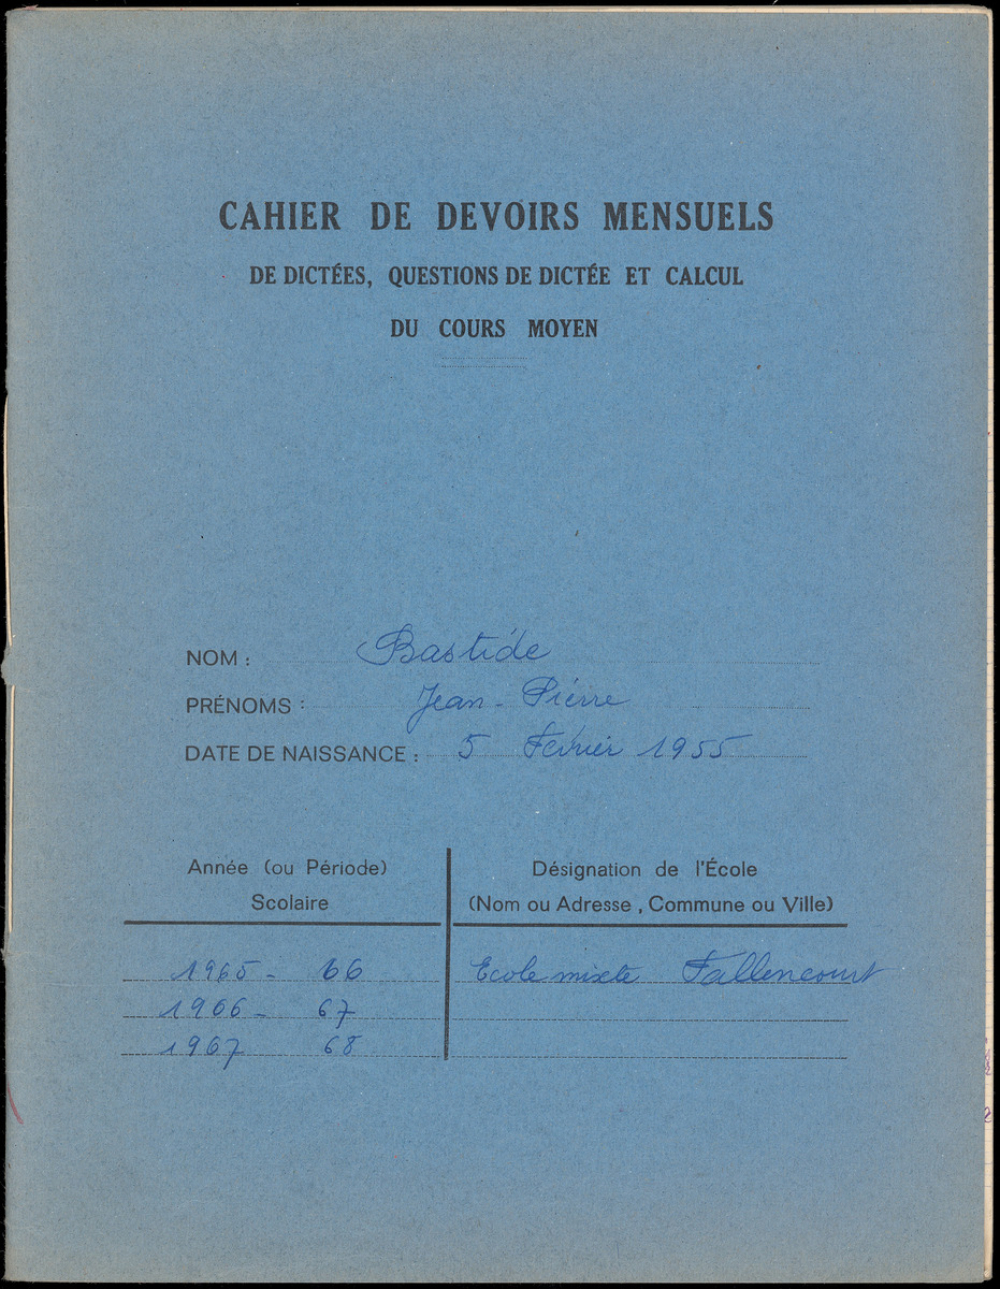 CAHIER DE DEVOIRS MENSUELS
DE DICTÉES, QUESTIONS DE DICTÉE ET CALCUL
DU COURS MOYEN
NOM : Bastide
PRÉNOMS : Jean-Pierre
DATE DE NAISSANCE : 5 Février 1955
Année (ou Période) Scolaire
Désignation de l'École
(Nom ou Adresse, Commune ou Ville)
1965 - 66 Ecole mixte Fallencourt
1966 - 67
1967 68